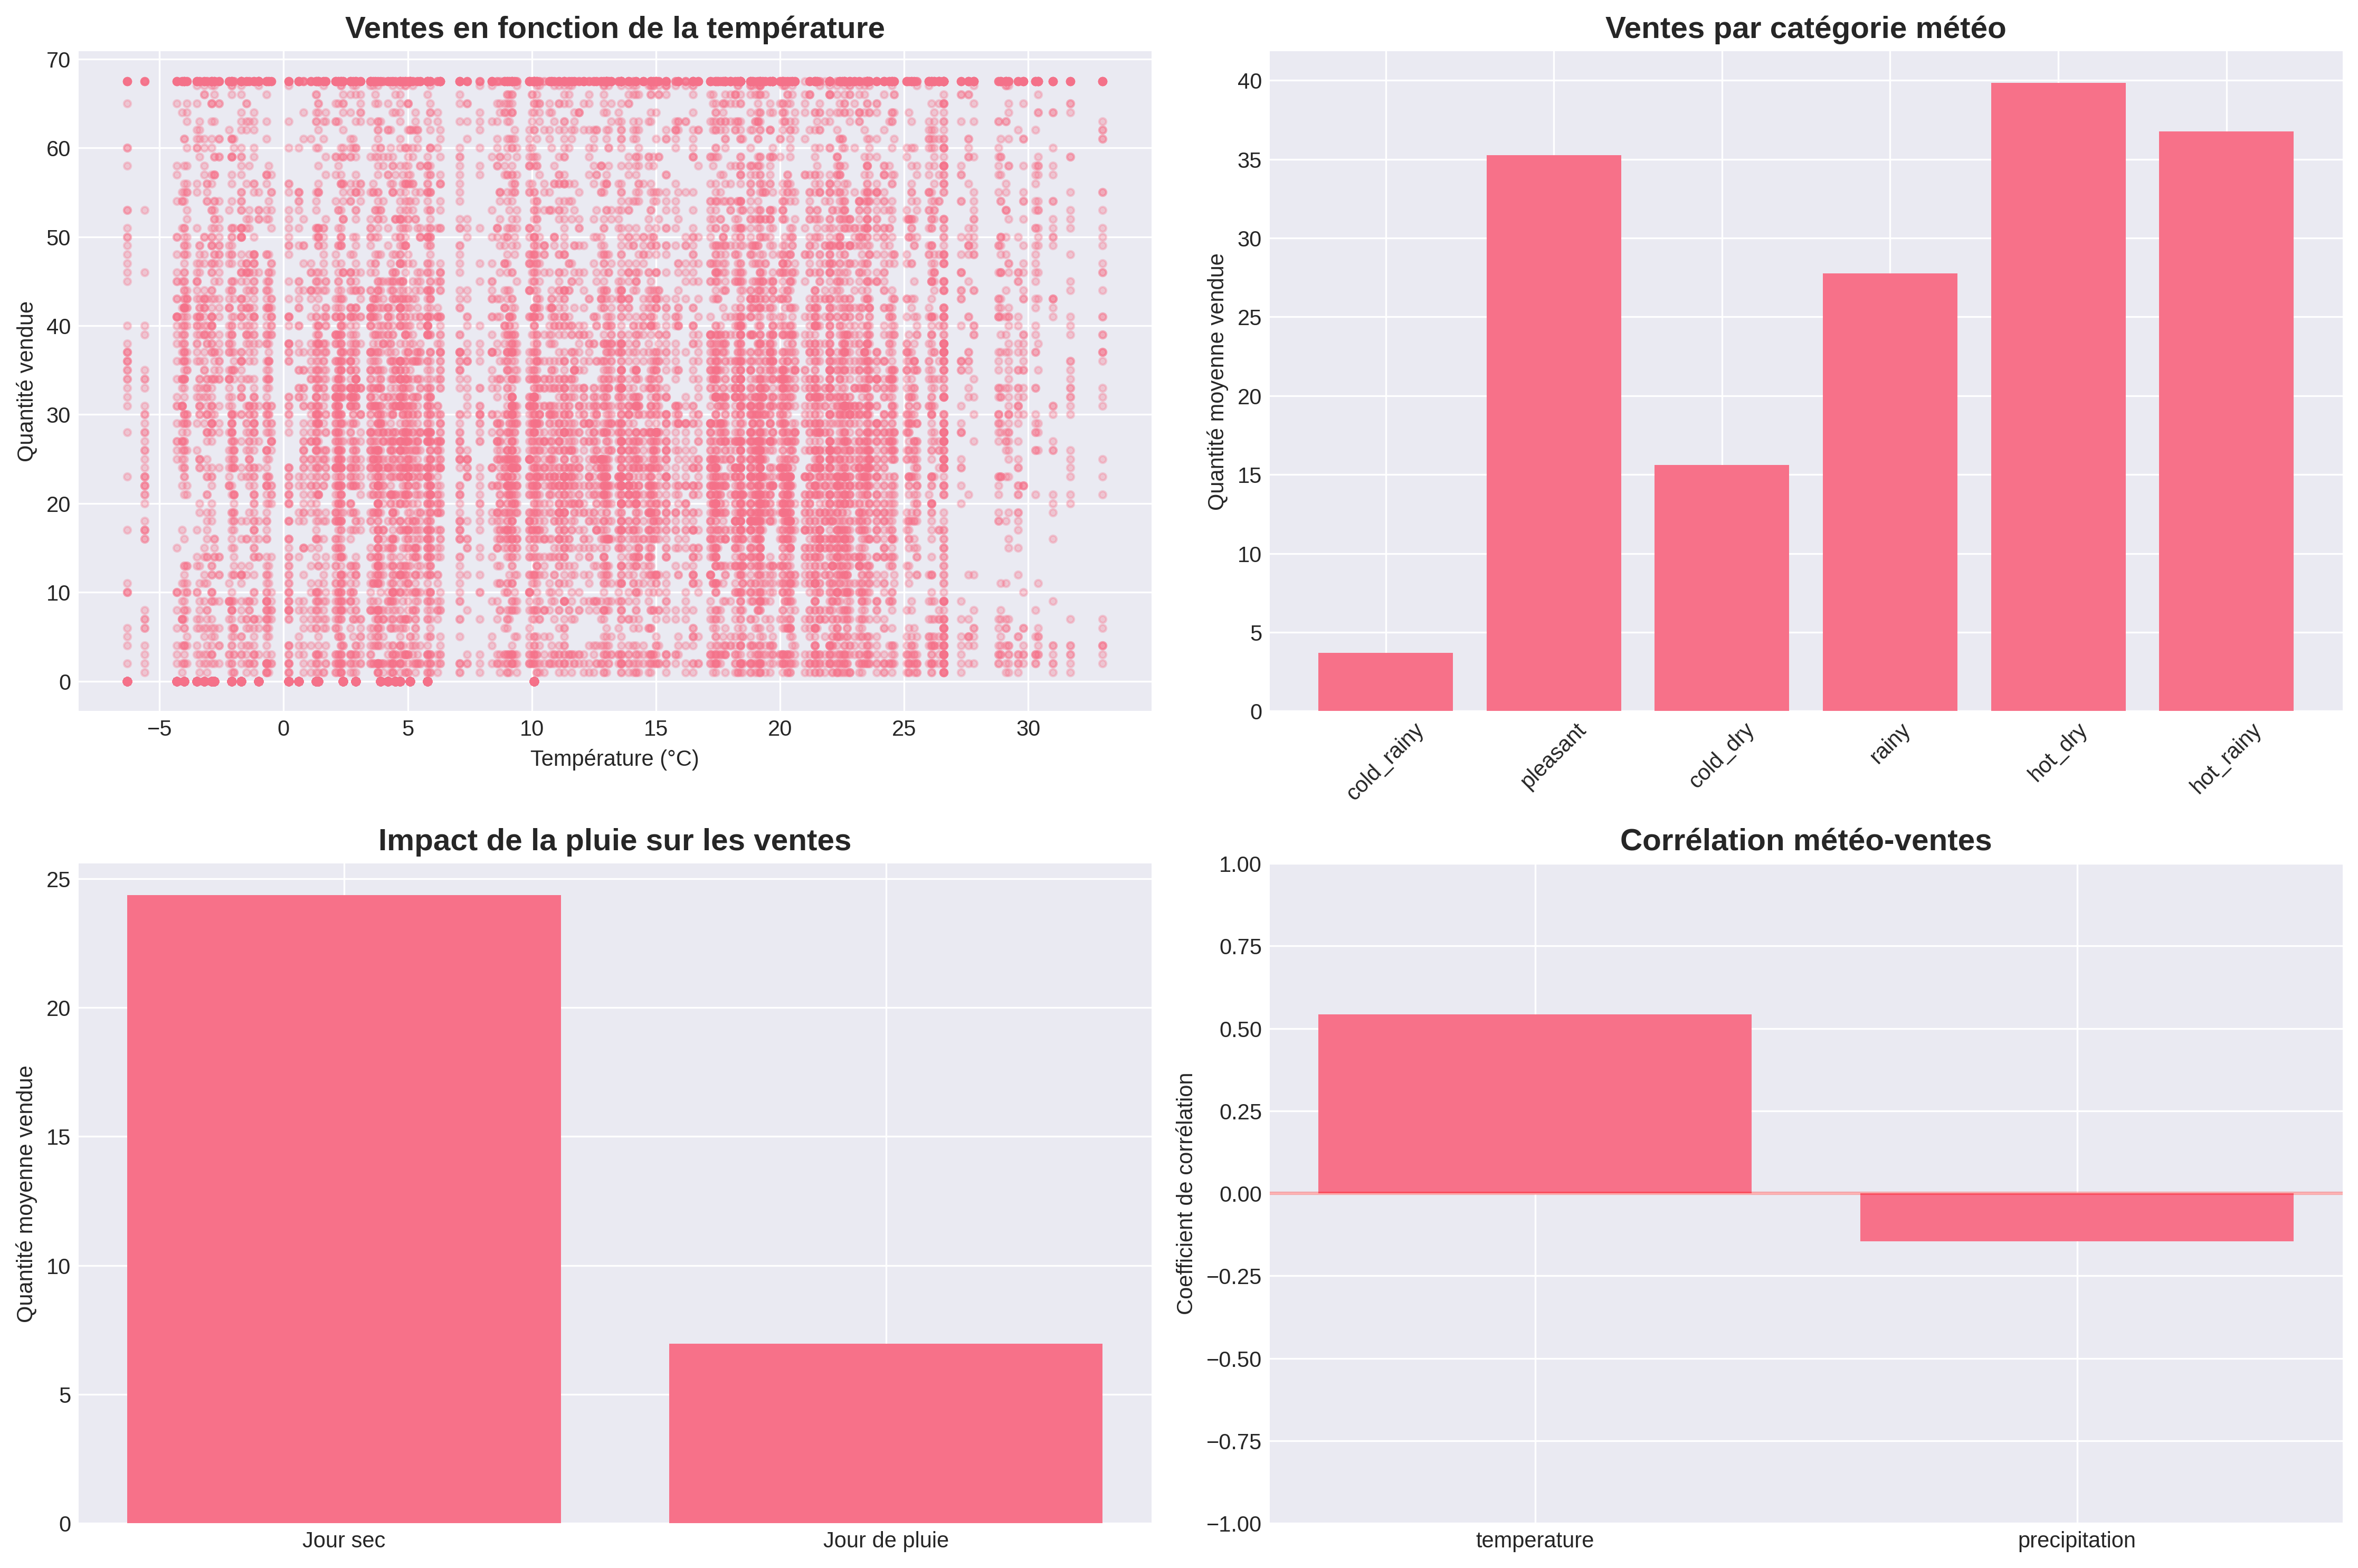 Ventes en fonction de la température
70
60
50
40
30
20
10
0
Quantité vendue
−5
0
5
10
15
20
25
30
Température (°C)
Ventes par catégorie météo
40
35
30
25
20
15
10
5
0
Quantité moyenne vendue
cold_rainy
pleasant
cold_dry
rainy
hot_dry
hot_rainy
Impact de la pluie sur les ventes
25
20
15
10
5
0
Quantité moyenne vendue
Jour sec
Jour de pluie
Corrélation météo-ventes
1.00
0.75
0.50
0.25
0.00
−0.25
−0.50
−0.75
−1.00
Coefficient de corrélation
temperature
precipitation